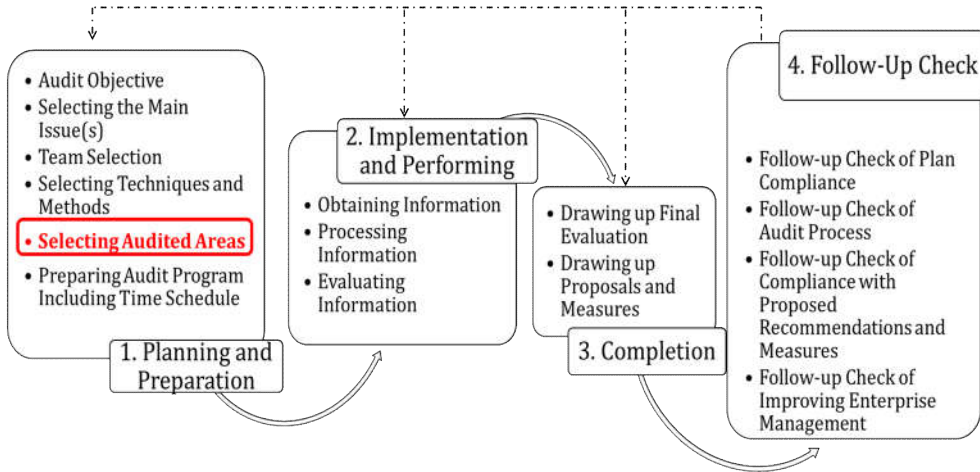 • Audit Objective
• Selecting the Main
Issue(s)
• Team Selection
• Selecting Techniques and
Methods
• Selecting Audited Areas
• Preparing Audit Program
Including Time Schedule
1. Planning and
Preparation
2. Implementation
and Performing
• Obtaining Information
• Processing
Information
• Evaluating
Information
• Drawing up Final
Evaluation
• Drawing up
Proposals and
Measures
3. Completion
4. Follow-Up Check
• Follow-up Check of Plan
Compliance
• Follow-up Check of
Audit Process
• Follow-up Check of
Compliance with
Proposed
Recommendations and
Measures
• Follow-up Check of
Improving Enterprise
Management